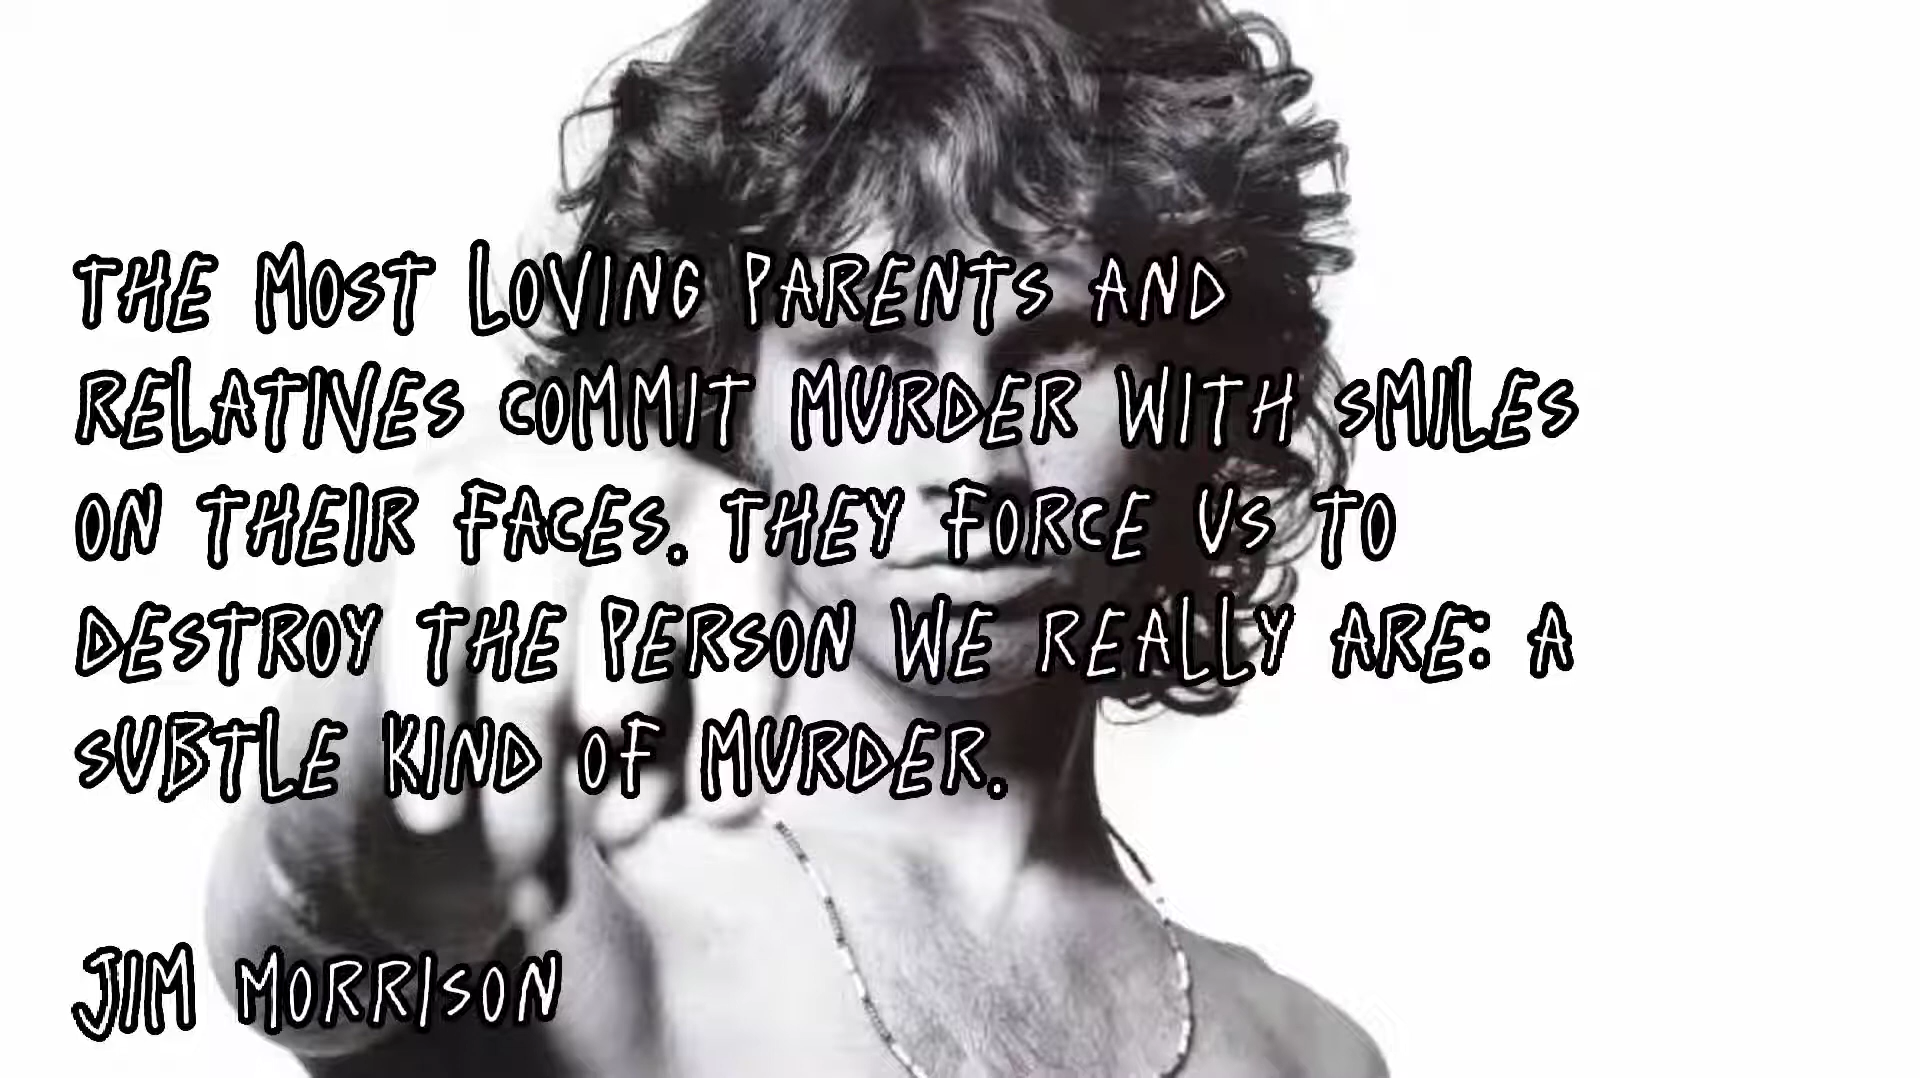 THE MOST LOVING PARENTS AND
RELATIVES COMMIT MURDER WITH SMILES
ON THEIR FACES. THEY FORCE US TO
DESTROY THE PERSON WE REALLY ARE: A
SUBTLE KIND OF MURDER.
JIM MORRISON